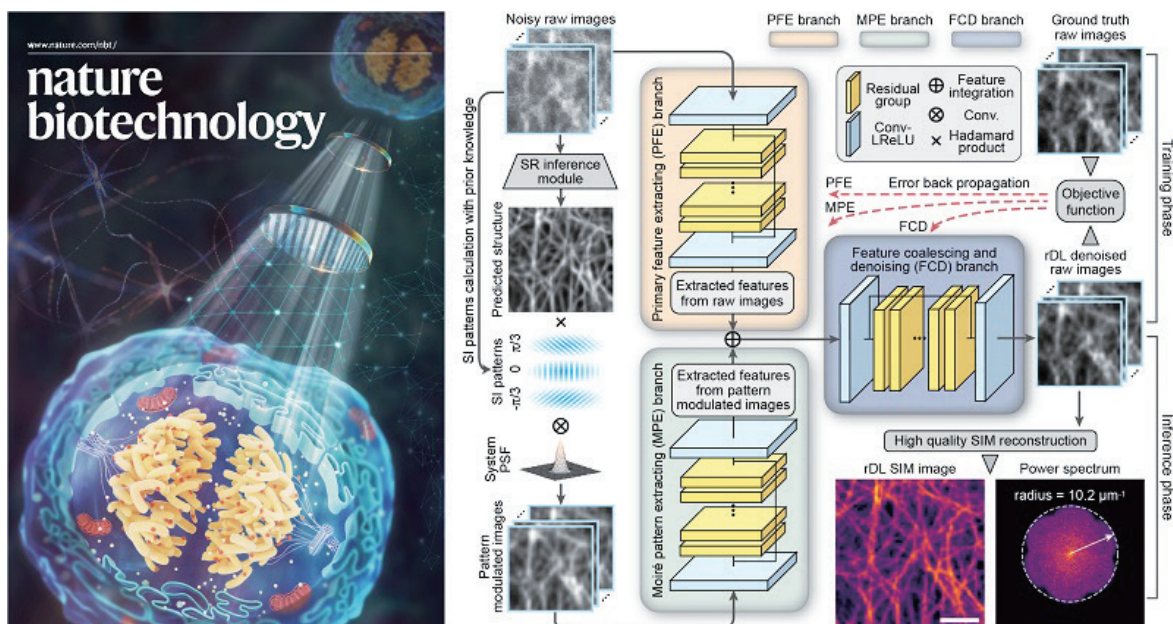 www.nature.com/nbt/
nature
biotechnology
Noisy raw images
SI patterns calculation with prior knowledge
SR inference
module
Predicted structure
×
SI patterns
π/3
0
-π/3
⊗
System
PSF
Pattern
modulated images
PFE branch
MPE branch
FCD branch
Primary feature extracting (PFE) branch
Extracted features
from raw images
⊕
Extracted features
from pattern
modulated images
Moiré pattern extracting (MPE) branch
Residual
group
Conv-
LReLU
⊕ Feature
integration
⊗ Conv.
× Hadamard
product
PFE
MPE
FCD
Error back propagation
Feature coalescing and
denoising (FCD) branch
Ground truth
raw images
Objective
function
rDL denoised
raw images
Training phase
Inference phase
High quality SIM reconstruction
rDL SIM image
Power spectrum
radius = 10.2 μm⁻¹